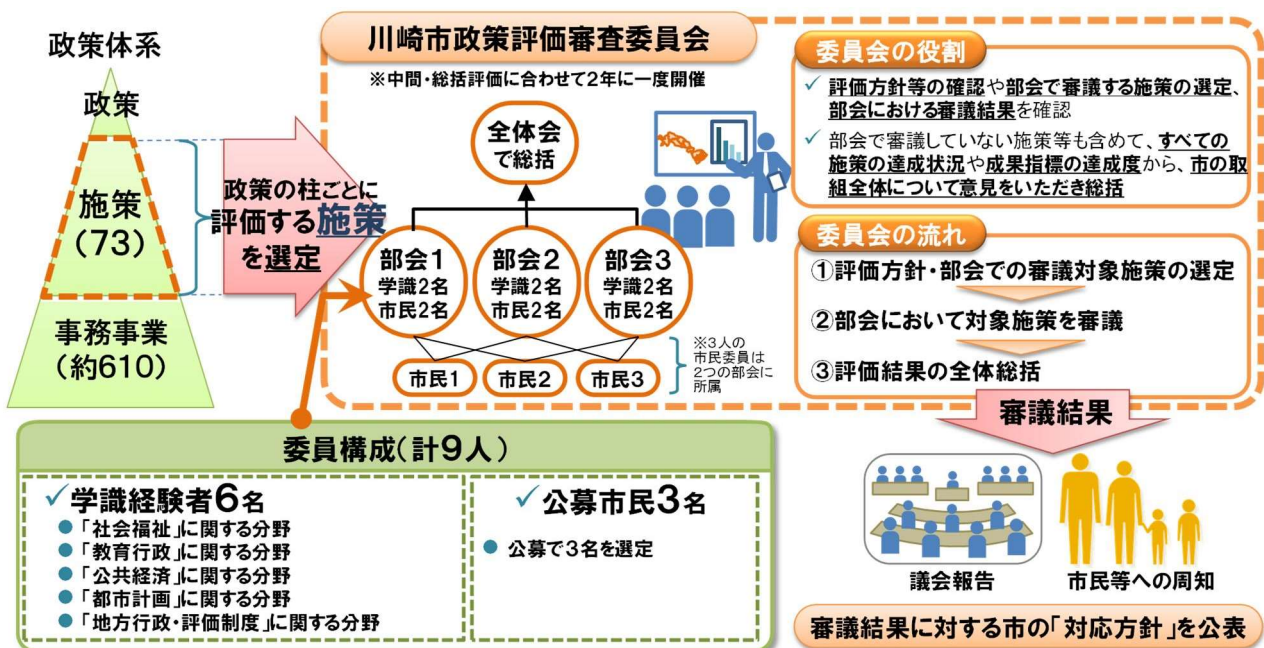 政策体系
政策
施策
(73)
事務事業
(約610)
政策の柱ごとに
評価する施策
を選定
川崎市政策評価審査委員会
※中間・総括評価に合わせて2年に一度開催
全体会
で総括
部会1
学識2名
市民2名
部会2
学識2名
市民2名
部会3
学識2名
市民2名
市民1
市民2
市民3
※3人の
市民委員は
2つの部会に
所属
委員会の役割
✓ 評価方針等の確認や部会で審議する施策の選定、
部会における審議結果を確認
✓ 部会で審議していない施策等も含めて、すべての
施策の達成状況や成果指標の達成度から、市の取
組全体について意見をいただき総括
委員会の流れ
①評価方針・部会での審議対象施策の選定
②部会において対象施策を審議
③評価結果の全体総括
審議結果
議会報告
市民等への周知
審議結果に対する市の「対応方針」を公表
委員構成(計9人)
✓学識経験者6名
●「社会福祉」に関する分野
●「教育行政」に関する分野
●「公共経済」に関する分野
●「都市計画」に関する分野
●「地方行政・評価制度」に関する分野
✓公募市民3名
● 公募で3名を選定